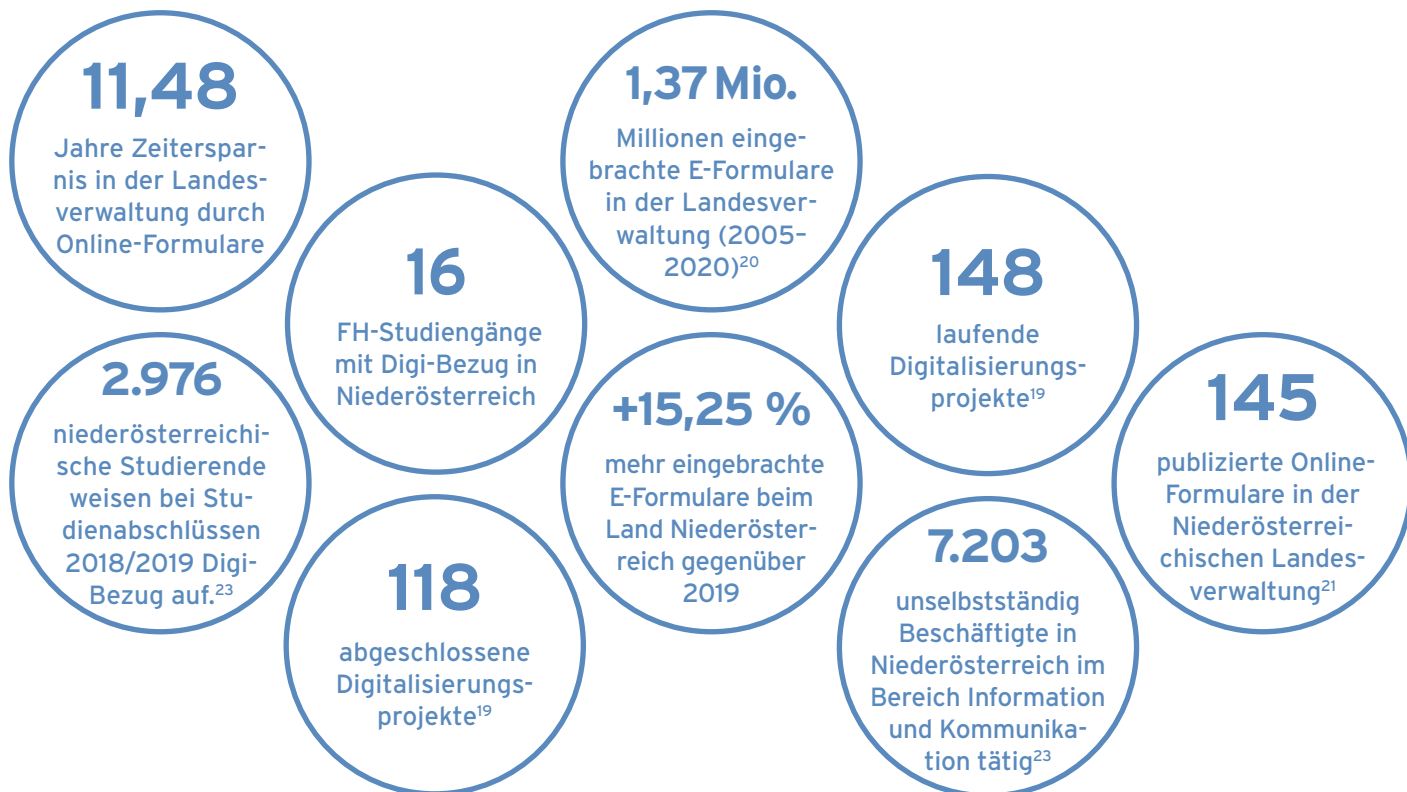 11,48
Jahre Zeiterspar-
nis in der Landes-
verwaltung durch
Online-Formulare
1,37 Mio.
Millionen einge-
brachte E-Formulare
in der Landesver-
waltung (2005–
2020)²⁰
16
FH-Studiengänge
mit Digi-Bezug in
Niederösterreich
148
laufende
Digitalisierungs-
projekte¹⁹
2.976
niederösterreichi-
sche Studierende
weisen bei Stu-
dienabschlüssen
2018/2019 Digi-
Bezug auf.²³
+15,25 %
mehr eingebrachte
E-Formulare beim
Land Niederöster-
reich gegenüber
2019
145
publizierte Online-
Formulare in der
Niederösterrei-
chischen Landes-
verwaltung²¹
118
abgeschlossene
Digitalisierungs-
projekte¹⁹
7.203
unselbstständig
Beschäftigte in
Niederösterreich im
Bereich Information
und Kommunika-
tion tätig²³